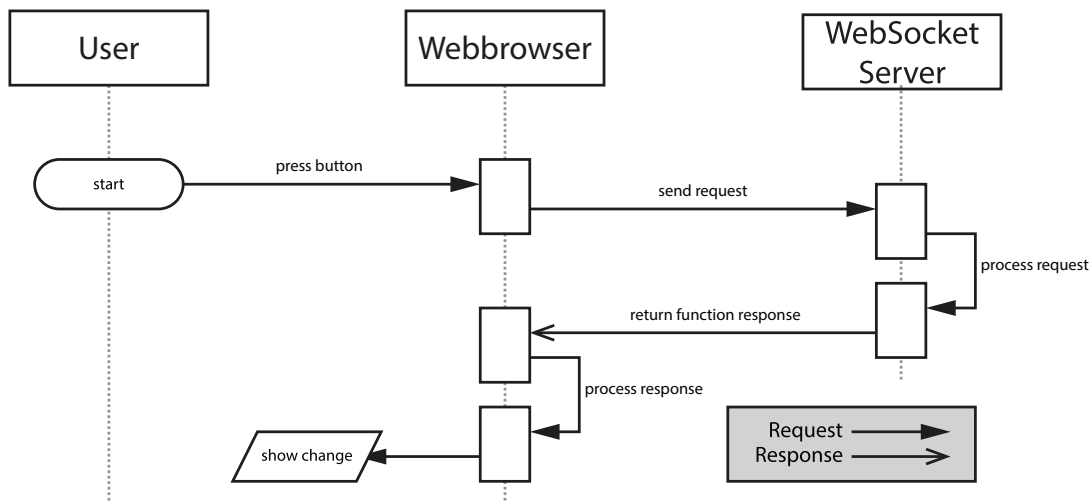 User
Webbrowser
WebSocket
Server
start
press button
send request
process request
return function response
process response
show change
Request
Response